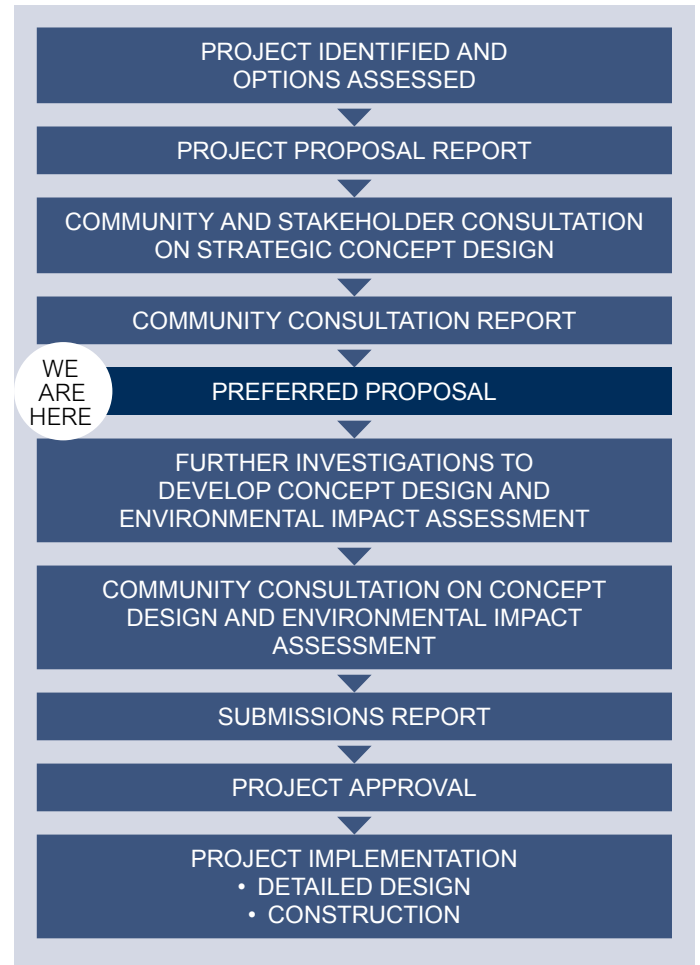 PROJECT IDENTIFIED AND
OPTIONS ASSESSED
PROJECT PROPOSAL REPORT
COMMUNITY AND STAKEHOLDER CONSULTATION
ON STRATEGIC CONCEPT DESIGN
COMMUNITY CONSULTATION REPORT
WE
ARE
HERE
PREFERRED PROPOSAL
FURTHER INVESTIGATIONS TO
DEVELOP CONCEPT DESIGN AND
ENVIRONMENTAL IMPACT ASSESSMENT
COMMUNITY CONSULTATION ON CONCEPT
DESIGN AND ENVIRONMENTAL IMPACT
ASSESSMENT
SUBMISSIONS REPORT
PROJECT APPROVAL
PROJECT IMPLEMENTATION
• DETAILED DESIGN
• CONSTRUCTION